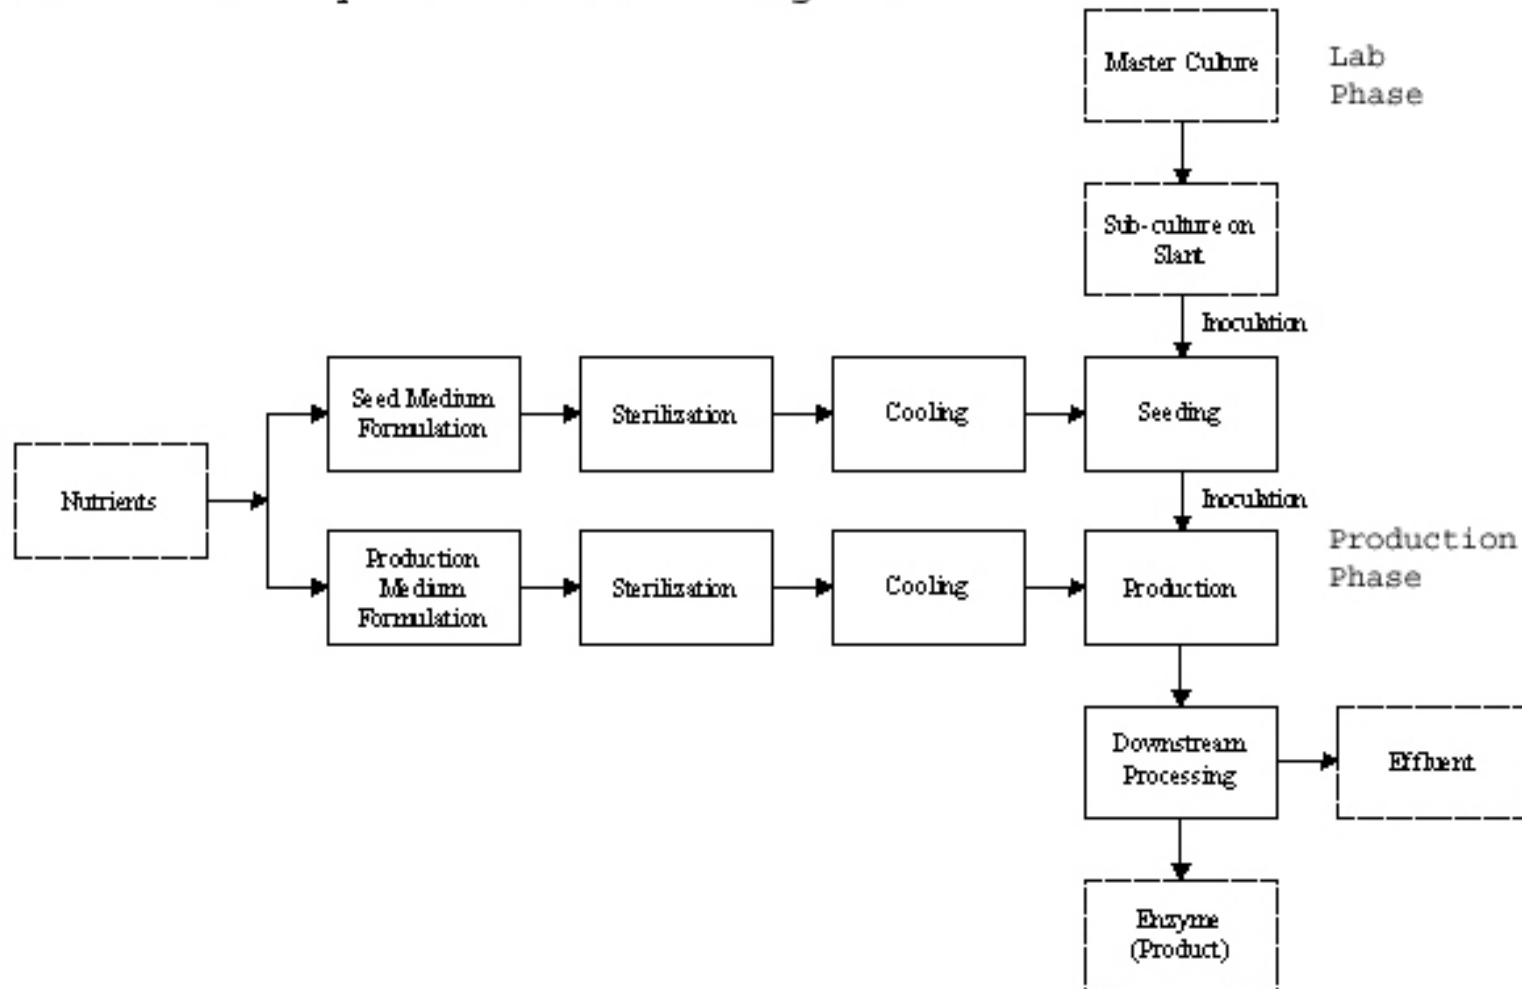 Master Culture
Lab
Phase
Sub-culture on
Slant
Inoculation
Seed Medium
Formulation
Sterilization
Cooling
Seeding
Nutrients
Inoculation
Production
Medium
Formulation
Sterilization
Cooling
Production
Production
Phase
Downstream
Processing
Effluent
Enzyme
(Product)